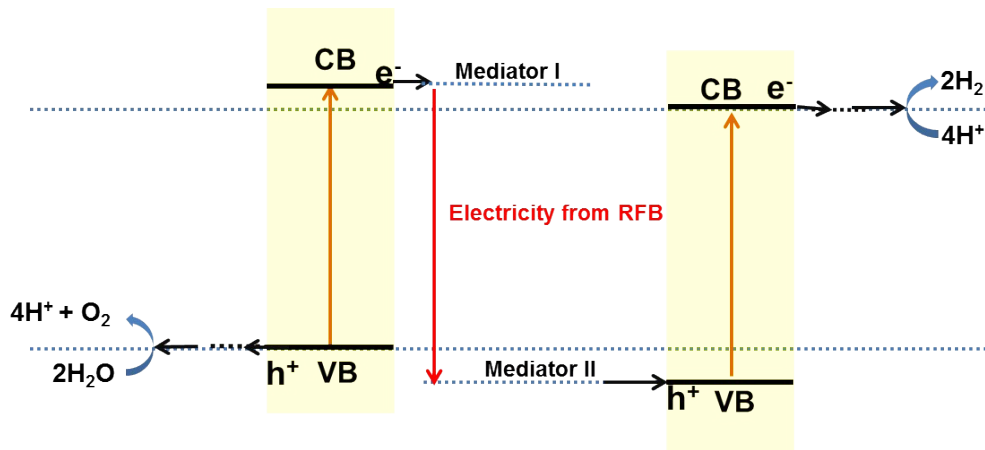 CB
e⁻
Mediator I
CB
e⁻
2H₂
4H⁺
Electricity from RFB
4H⁺ + O₂
2H₂O
h⁺
VB
Mediator II
h⁺
VB